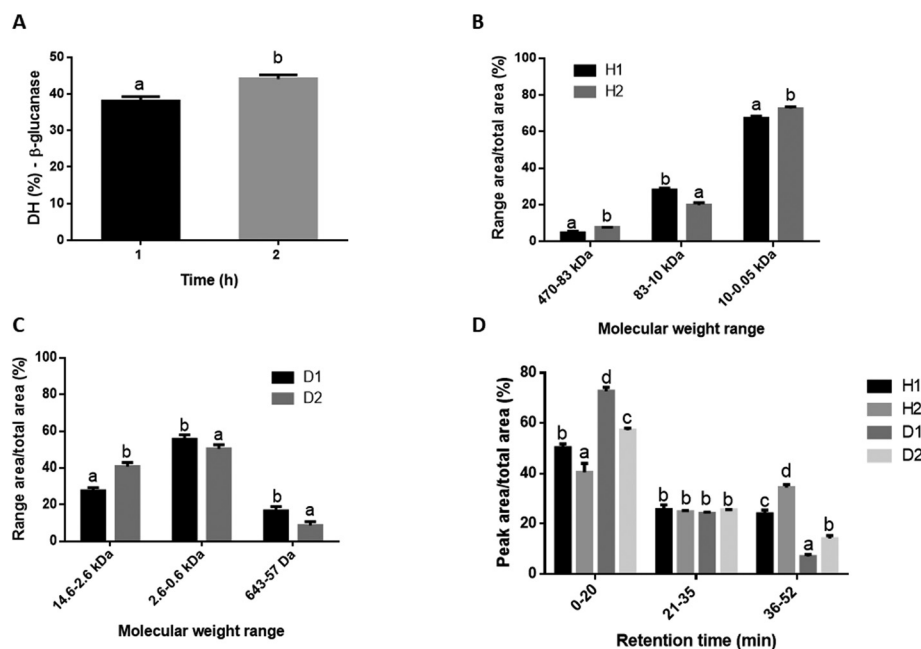 A
DH (%) - β-glucanase
50
40
30
20
10
0
a
b
1
2
Time (h)
B
Range area/total area (%)
100
80
60
40
20
0
H1
H2
a
b
b
a
a
b
470-83 kDa
83-10 kDa
10-0.05 kDa
Molecular weight range
C
Range area/total area (%)
100
80
60
40
20
0
D1
D2
a
b
b
a
b
a
14.6-2.6 kDa
2.6-0.6 kDa
643-57 Da
Molecular weight range
D
Peak area/total area (%)
80
60
40
20
0
H1
H2
D1
D2
b
a
d
c
b
b
b
b
c
d
a
b
0-20
21-35
36-52
Retention time (min)